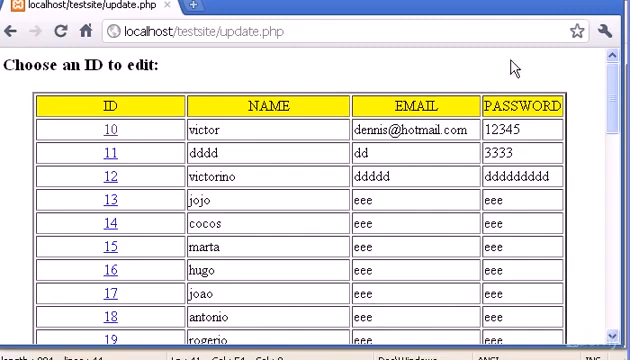 localhost/testsite/update.php
localhost/testsite/update.php
Choose an ID to edit:
ID NAME EMAIL PASSWORD
10 victor dennis@hotmail.com 12345
11 dddd dd 3333
12 victorino ddddd ddddddddd
13 jojo eee eee
14 cocos eee eee
15 marta eee eee
16 hugo eee eee
17 joao eee eee
18 antonio eee eee
19 rogerio eee eee